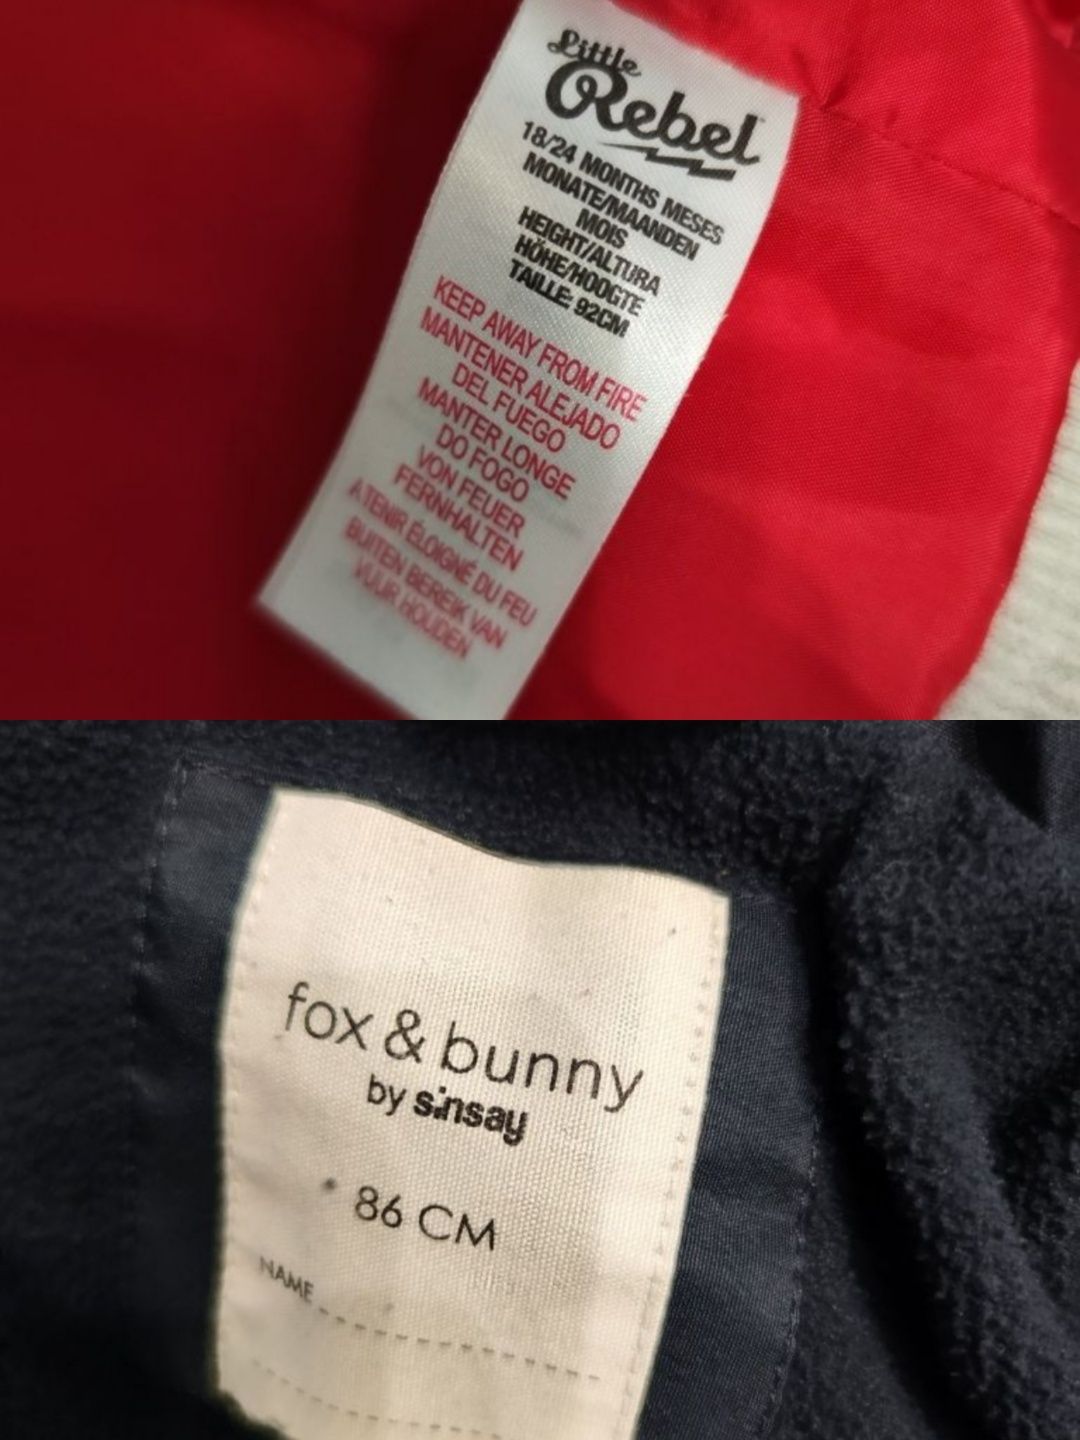 Little
Rebel
18/24 MONTHS MESES
MONATE/MAANDEN
MOIS
HEIGHT/ALTURA
HÖHE/HOOGTE
TAILLE: 92CM
KEEP AWAY FROM FIRE
MANTENER ALEJADO
DEL FUEGO
MANTER LONGE
DO FOGO
VON FEUER
FERNHALTEN
A TENIR ÉLOIGNÉ DU FEU
BUITEN BEREIK VAN
VUUR HOUDEN
fox & bunny
by sinsay
86 CM
NAME